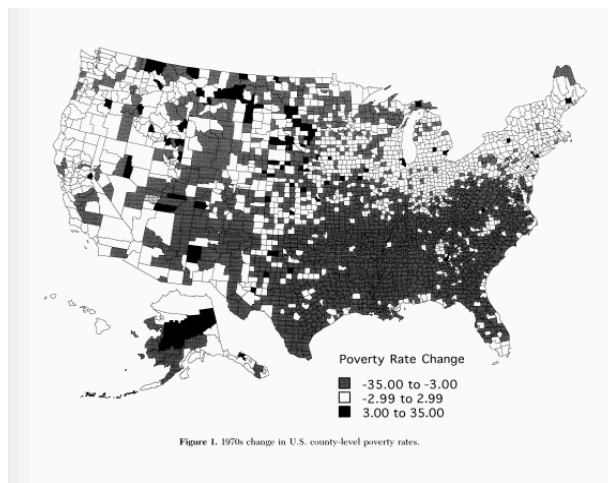 Poverty Rate Change
-35.00 to -3.00
-2.99 to 2.99
3.00 to 35.00
Figure 1. 1970s change in U.S. county-level poverty rates.